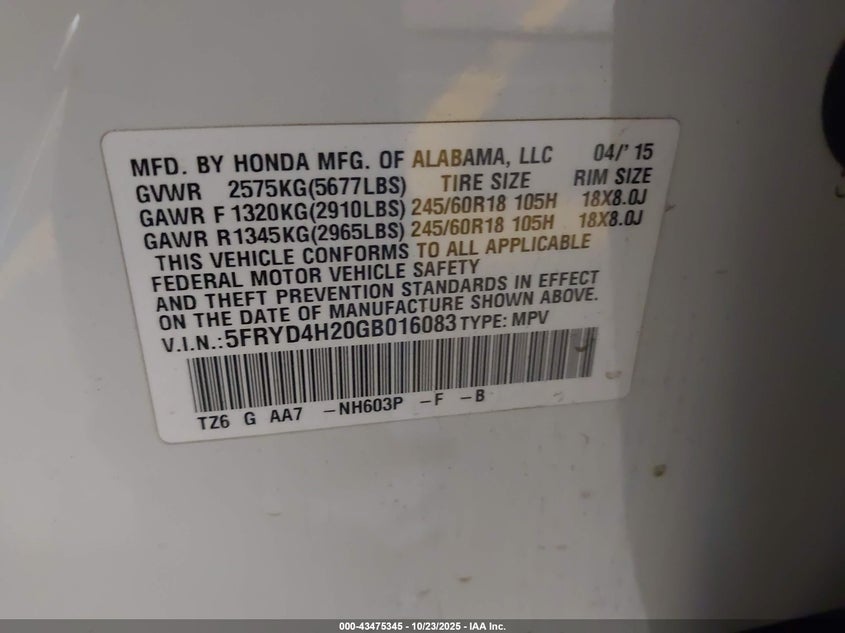 MFD. BY HONDA MFG. OF ALABAMA, LLC 04/'15
GVWR 2575KG(5677LBS) TIRE SIZE RIM SIZE
GAWR F 1320KG(2910LBS) 245/60R18 105H 18X8.0J
GAWR R 1345KG(2965LBS) 245/60R18 105H 18X8.0J
THIS VEHICLE CONFORMS TO ALL APPLICABLE
FEDERAL MOTOR VEHICLE SAFETY
AND THEFT PREVENTION STANDARDS IN EFFECT
ON THE DATE OF MANUFACTURE SHOWN ABOVE.
V.I.N.: 5FRYD4H20GB016083 TYPE: MPV
TZ6 G AA7 -NH603P -F -B
000-43475345 - 10/23/2025 - IAA Inc.